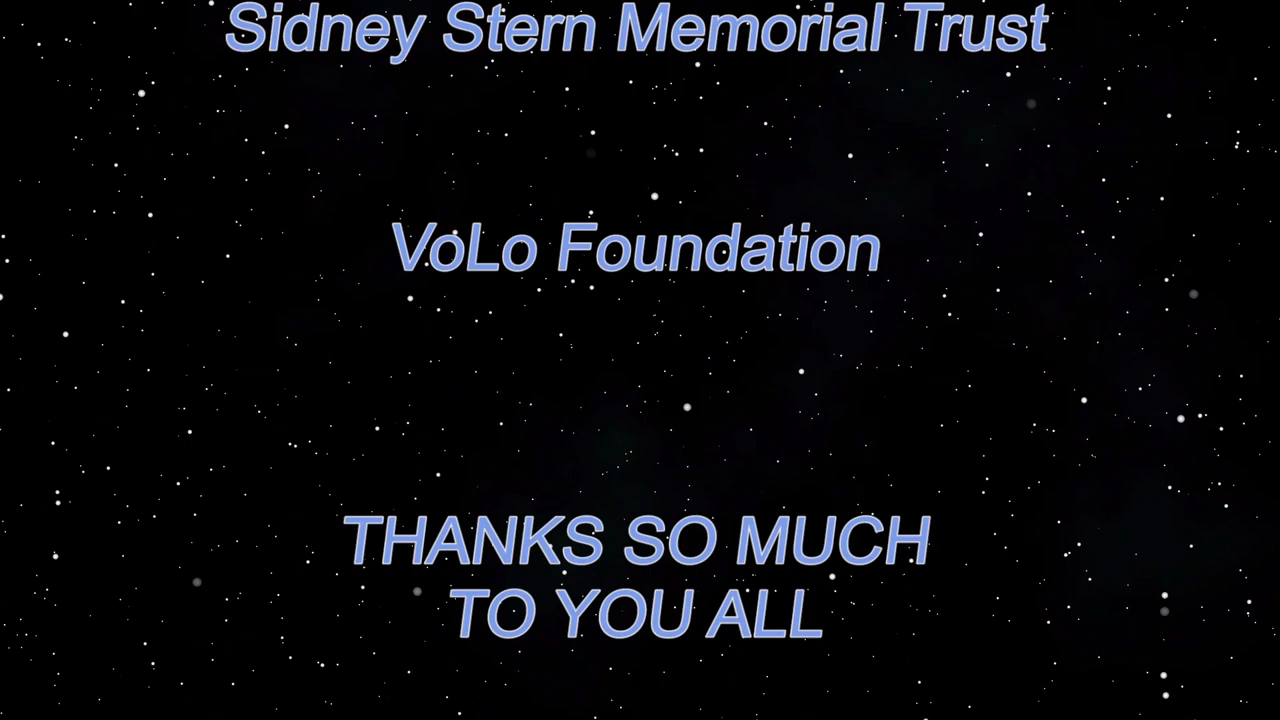 Sidney Stern Memorial Trust
VoLo Foundation
THANKS SO MUCH
TO YOU ALL